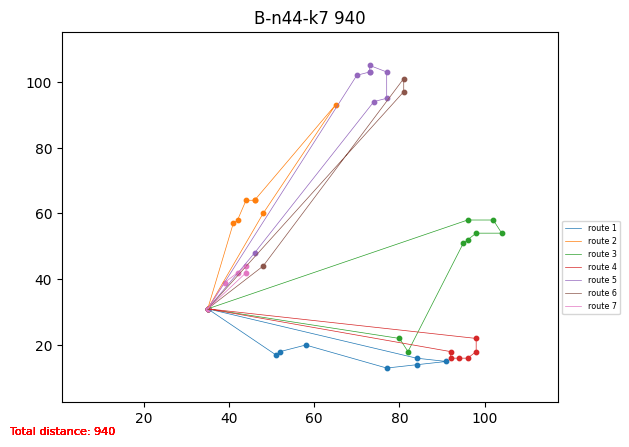 B-n44-k7 940
100
80
60
40
20
20
40
60
80
100
route 1
route 2
route 3
route 4
route 5
route 6
route 7
Total distance: 940